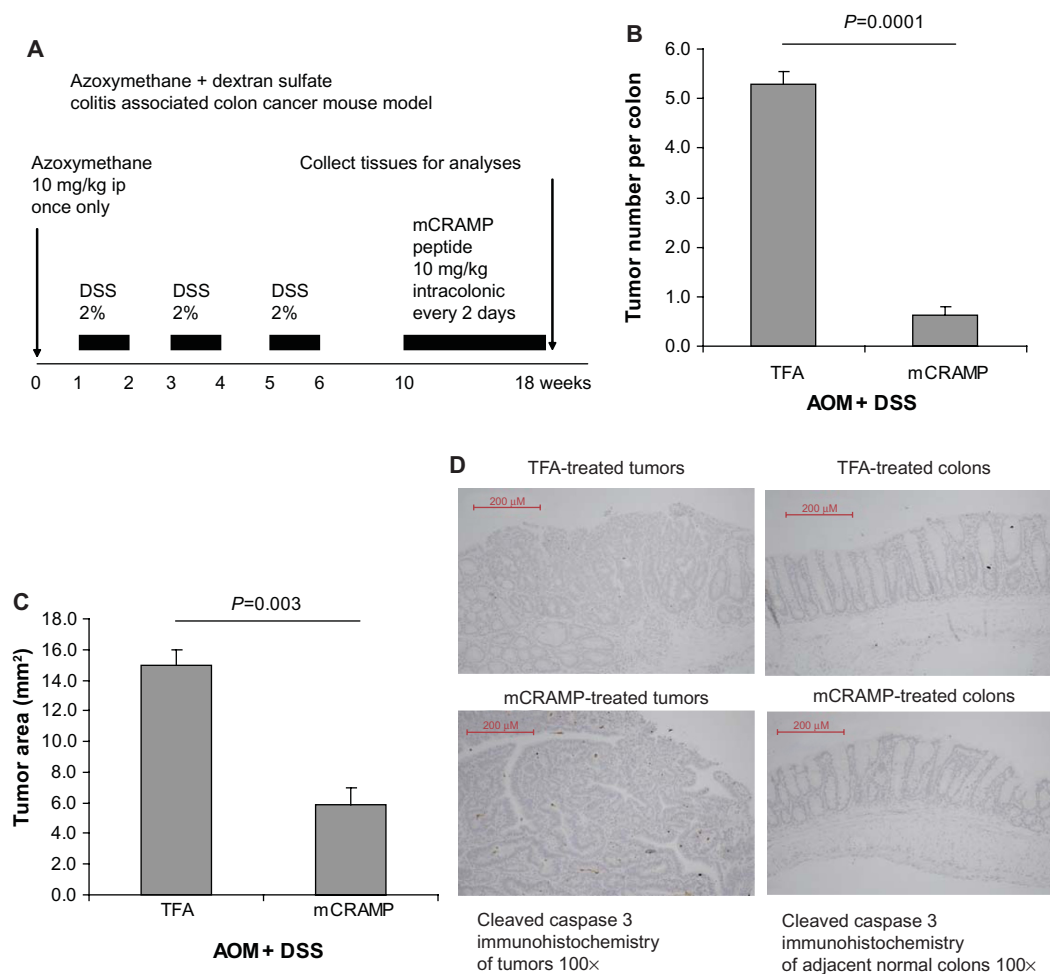 A
Azoxymethane + dextran sulfate
colitis associated colon cancer mouse model
Azoxymethane
10 mg/kg ip
once only
Collect tissues for analyses
mCRAMP
peptide
10 mg/kg
intracolonic
every 2 days
DSS
2%
DSS
2%
DSS
2%
0 1 2 3 4 5 6 10 18 weeks
B
P=0.0001
Tumor number per colon
6.0
5.0
4.0
3.0
2.0
1.0
0.0
TFA mCRAMP
AOM + DSS
C
P=0.003
Tumor area (mm²)
18.0
16.0
14.0
12.0
10.0
8.0
6.0
4.0
2.0
0.0
TFA mCRAMP
AOM + DSS
D
TFA-treated tumors
200 µM
TFA-treated colons
200 µM
mCRAMP-treated tumors
200 µM
mCRAMP-treated colons
200 µM
Cleaved caspase 3
immunohistochemistry
of tumors 100×
Cleaved caspase 3
immunohistochemistry
of adjacent normal colons 100×